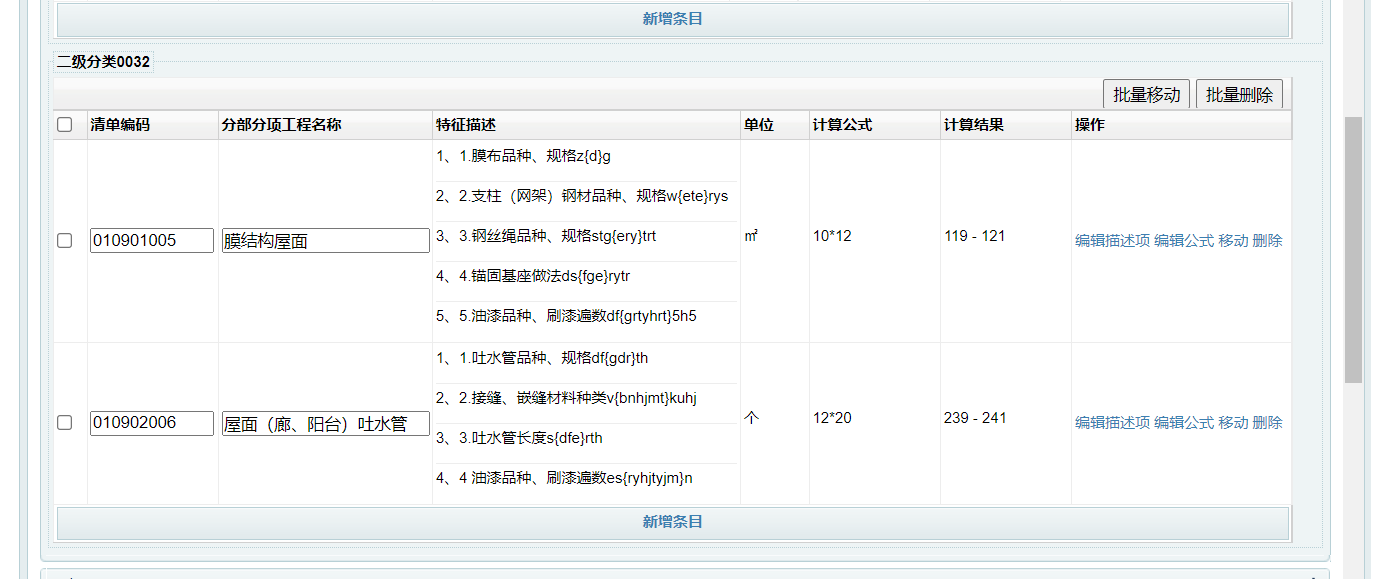 新增条目
二级分类0032
批量移动 批量删除
清单编码 分部分项工程名称 特征描述 单位 计算公式 计算结果 操作
1、1.膜布品种、规格z{d}g
2、2.支柱（网架）钢材品种、规格w{ete}rys
3、3.钢丝绳品种、规格stg{ery}trt
010901005 膜结构屋面 ㎡ 10*12 119 - 121 编辑描述项 编辑公式 移动 删除
4、4.锚固基座做法ds{fge}rytr
5、5.油漆品种、刷漆遍数df{grtyhrt}5h5
1、1.吐水管品种、规格df{gdr}th
2、2.接缝、嵌缝材料种类v{bnhjmt}kuhj
010902006 屋面（廊、阳台）吐水管 个 12*20 239 - 241 编辑描述项 编辑公式 移动 删除
3、3.吐水管长度s{dfe}rth
4、4 油漆品种、刷漆遍数es{ryhjtyjm}n
新增条目